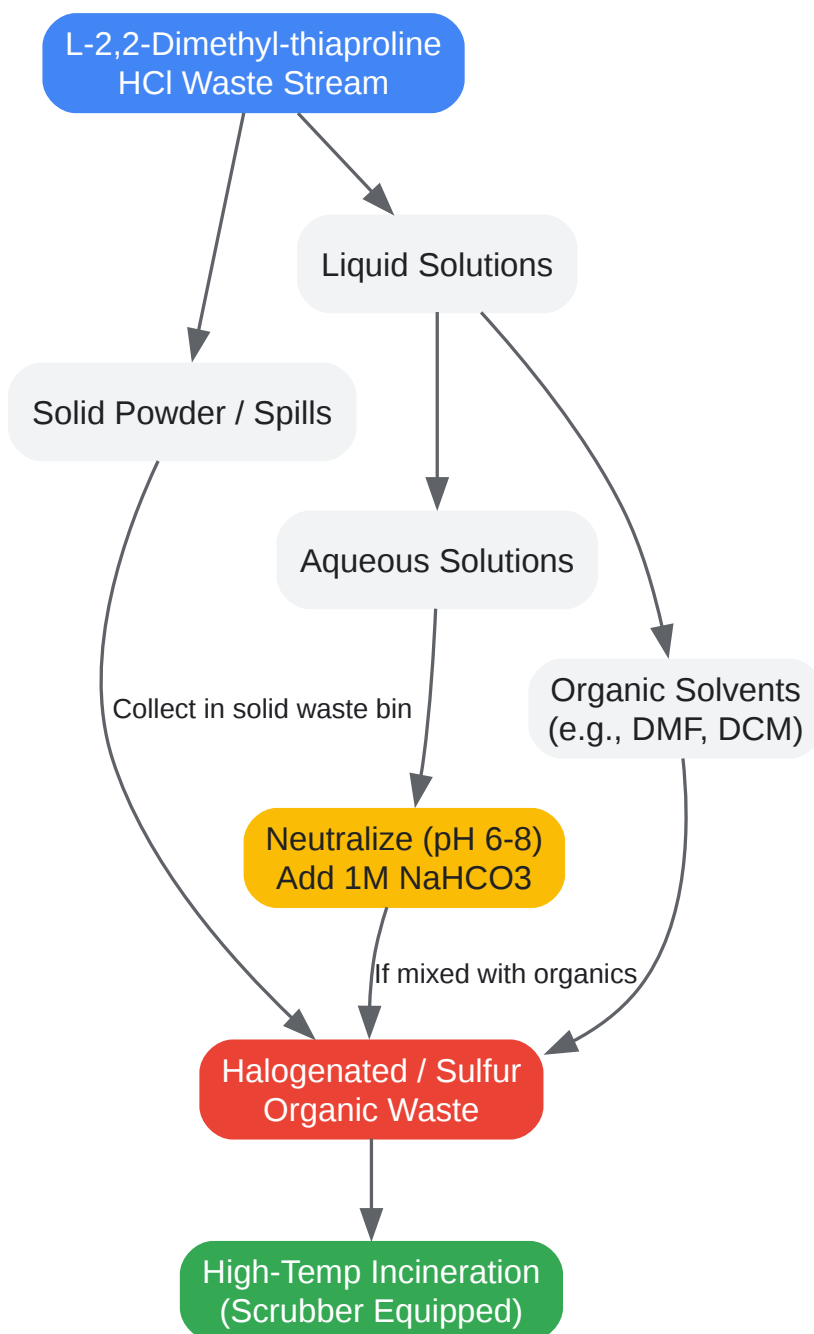 L-2,2-Dimethyl-thiaproline
HCl Waste Stream
Liquid Solutions
Solid Powder / Spills
Aqueous Solutions
Organic Solvents
(e.g., DMF, DCM)
Collect in solid waste bin
Neutralize (pH 6-8)
Add 1M NaHCO3
If mixed with organics
Halogenated / Sulfur
Organic Waste
High-Temp Incineration
(Scrubber Equipped)